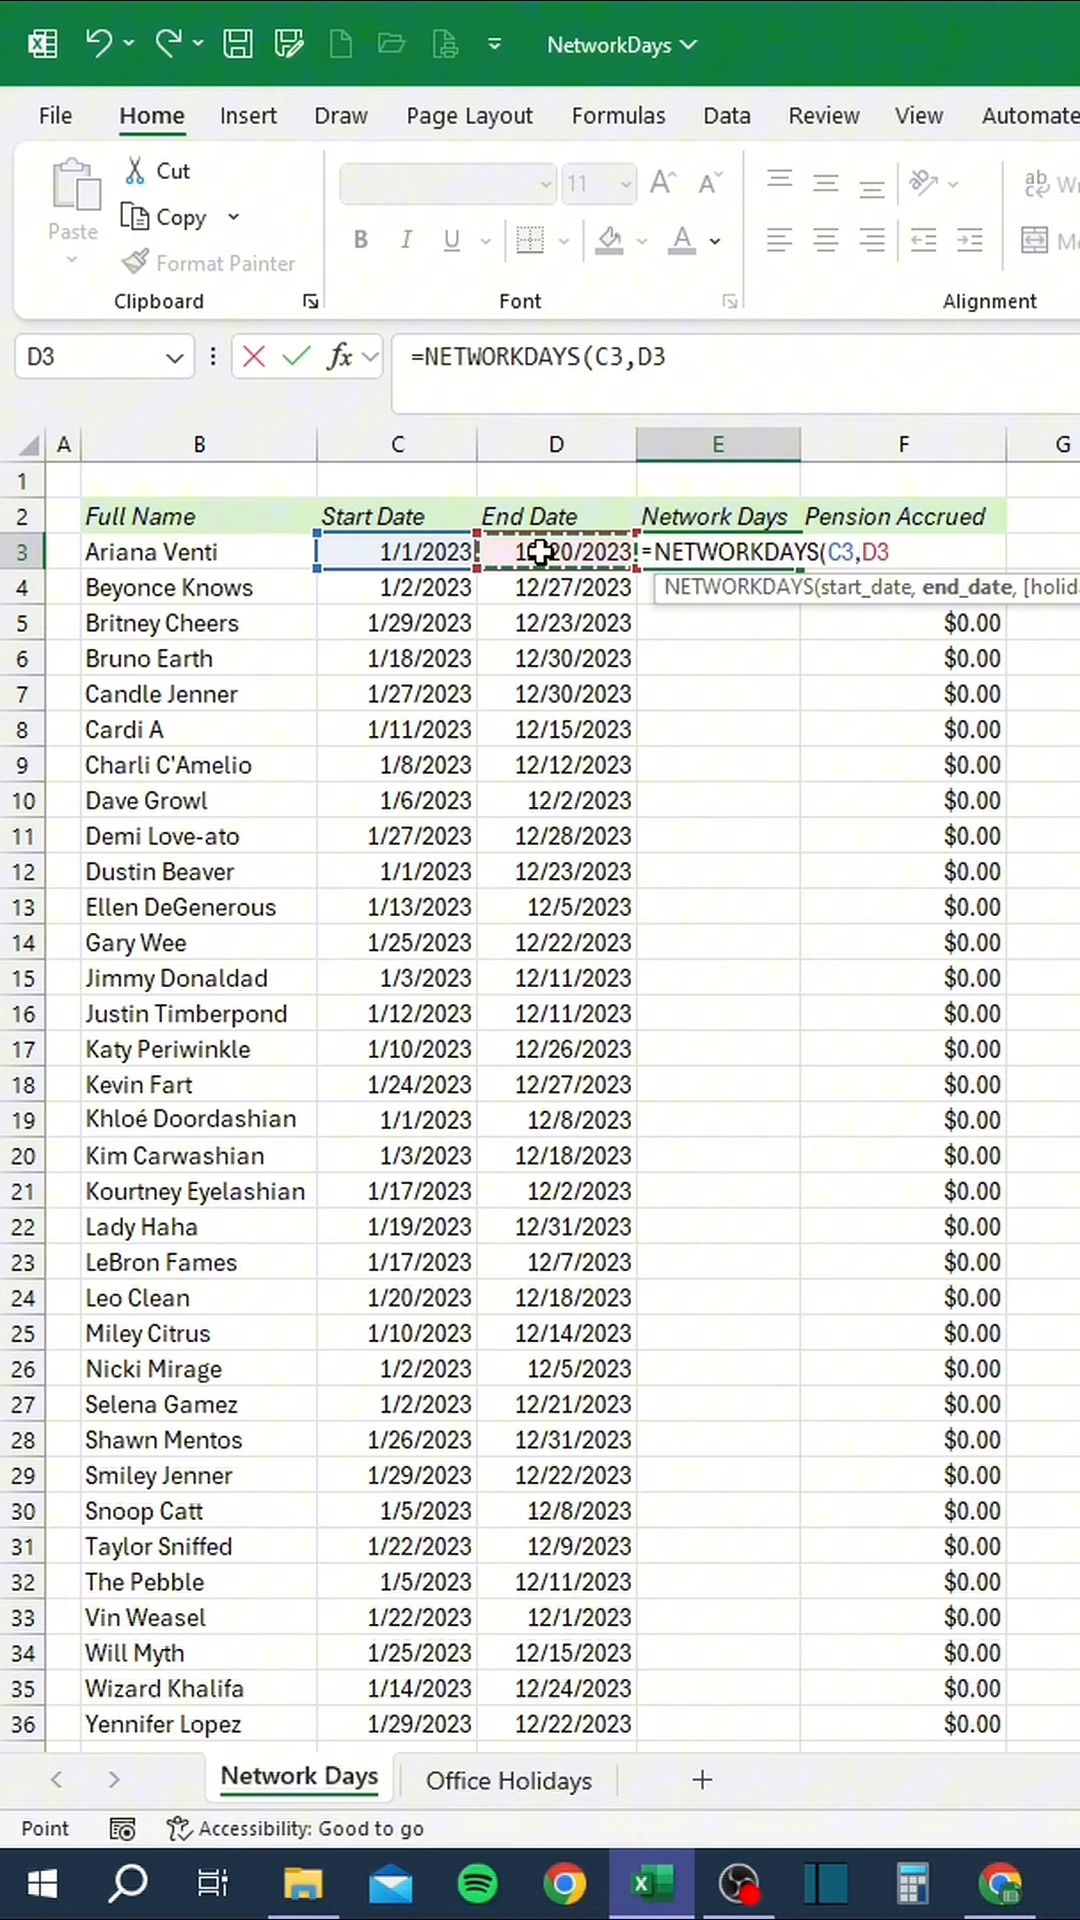 NetworkDays
File Home Insert Draw Page Layout Formulas Data Review View Automate
Paste
Cut
Copy
Format Painter
Clipboard
11
B I U
Font
Alignment
D3
fx
=NETWORKDAYS(C3,D3
A B C D E F G
1
2 Full Name Start Date End Date Network Days Pension Accrued
3 Ariana Venti 1/1/2023 =NETWORKDAYS(C3,D3
NETWORKDAYS(start_date, end_date, [holid
4 Beyonce Knows 1/2/2023 12/27/2023
5 Britney Cheers 1/29/2023 12/23/2023 $0.00
6 Bruno Earth 1/18/2023 12/30/2023 $0.00
7 Candle Jenner 1/27/2023 12/30/2023 $0.00
8 Cardi A 1/11/2023 12/15/2023 $0.00
9 Charli C'Amelio 1/8/2023 12/12/2023 $0.00
10 Dave Growl 1/6/2023 12/2/2023 $0.00
11 Demi Love-ato 1/27/2023 12/28/2023 $0.00
12 Dustin Beaver 1/1/2023 12/23/2023 $0.00
13 Ellen DeGenerous 1/13/2023 12/5/2023 $0.00
14 Gary Wee 1/25/2023 12/22/2023 $0.00
15 Jimmy Donaldad 1/3/2023 12/11/2023 $0.00
16 Justin Timberpond 1/12/2023 12/11/2023 $0.00
17 Katy Periwinkle 1/10/2023 12/26/2023 $0.00
18 Kevin Fart 1/24/2023 12/27/2023 $0.00
19 Khloé Doordashian 1/1/2023 12/8/2023 $0.00
20 Kim Carwashian 1/3/2023 12/18/2023 $0.00
21 Kourtney Eyelashian 1/17/2023 12/2/2023 $0.00
22 Lady Haha 1/19/2023 12/31/2023 $0.00
23 LeBron Fames 1/17/2023 12/7/2023 $0.00
24 Leo Clean 1/20/2023 12/18/2023 $0.00
25 Miley Citrus 1/10/2023 12/14/2023 $0.00
26 Nicki Mirage 1/2/2023 12/5/2023 $0.00
27 Selena Gamez 1/2/2023 12/21/2023 $0.00
28 Shawn Mentos 1/26/2023 12/31/2023 $0.00
29 Smiley Jenner 1/29/2023 12/22/2023 $0.00
30 Snoop Catt 1/5/2023 12/8/2023 $0.00
31 Taylor Sniffed 1/22/2023 12/9/2023 $0.00
32 The Pebble 1/5/2023 12/11/2023 $0.00
33 Vin Weasel 1/22/2023 12/1/2023 $0.00
34 Will Myth 1/25/2023 12/15/2023 $0.00
35 Wizard Khalifa 1/14/2023 12/24/2023 $0.00
36 Yennifer Lopez 1/29/2023 12/22/2023 $0.00
Network Days Office Holidays
Point Accessibility: Good to go